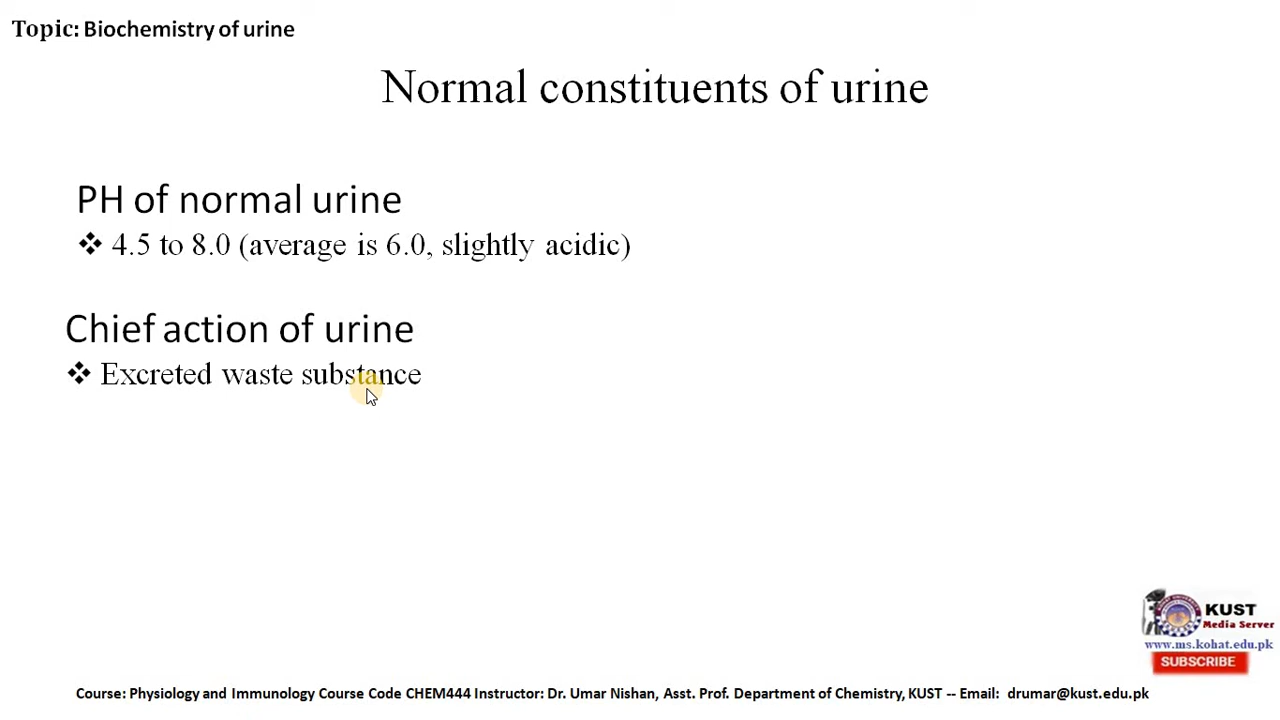 Topic: Biochemistry of urine
Normal constituents of urine
PH of normal urine
❖ 4.5 to 8.0 (average is 6.0, slightly acidic)
Chief action of urine
❖ Excreted waste substance
KUST
Media Server
www.ms.kohat.edu.pk
SUBSCRIBE
Course: Physiology and Immunology Course Code CHEM444 Instructor: Dr. Umar Nishan, Asst. Prof. Department of Chemistry, KUST -- Email: drumar@kust.edu.pk